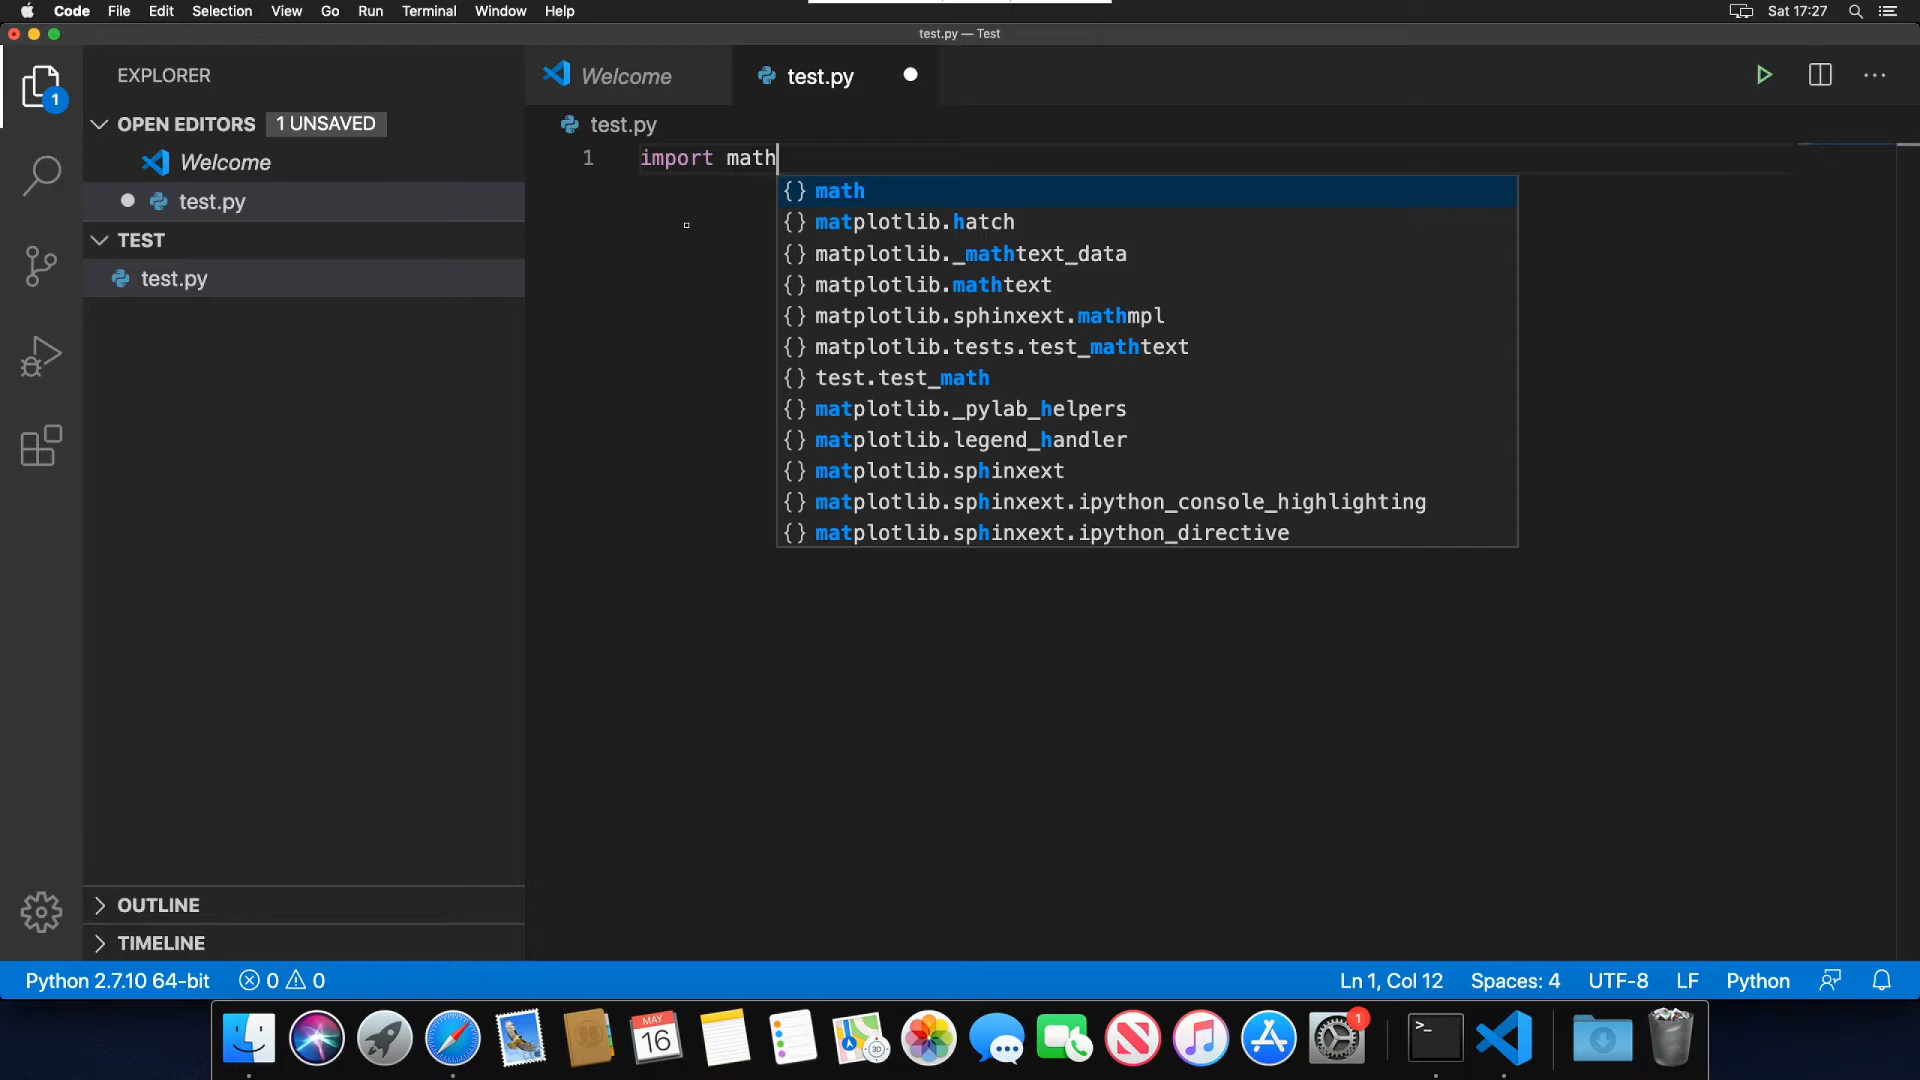 Code File Edit Selection View Go Run Terminal Window Help Sat 17:27
test.py — Test
EXPLORER
OPEN EDITORS 1 UNSAVED
Welcome
test.py
TEST
test.py
OUTLINE
TIMELINE
1
Welcome test.py
test.py
1 import math
{} math
{} matplotlib.hatch
{} matplotlib._mathtext_data
{} matplotlib.mathtext
{} matplotlib.sphinxext.mathmpl
{} matplotlib.tests.test_mathtext
{} test.test_math
{} matplotlib._pylab_helpers
{} matplotlib.legend_handler
{} matplotlib.sphinxext
{} matplotlib.sphinxext.ipython_console_highlighting
{} matplotlib.sphinxext.ipython_directive
Python 2.7.10 64-bit 0 0 Ln 1, Col 12 Spaces: 4 UTF-8 LF Python
MAY
16
3D
1
>_